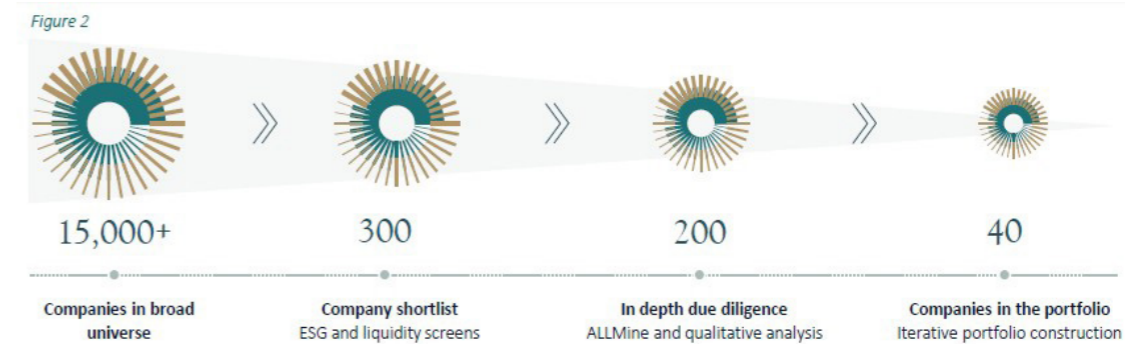 Figure 2
15,000+
300
200
40
Companies in broad
universe
Company shortlist
ESG and liquidity screens
In depth due diligence
ALLMine and qualitative analysis
Companies in the portfolio
Iterative portfolio construction